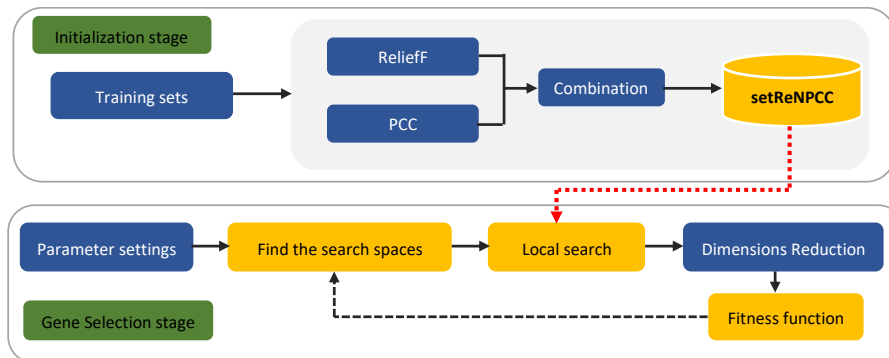 Initialization stage
ReliefF
Training sets
Combination
setReNPCC
PCC
Parameter settings
Find the search spaces
Local search
Dimensions Reduction
Gene Selection stage
Fitness function